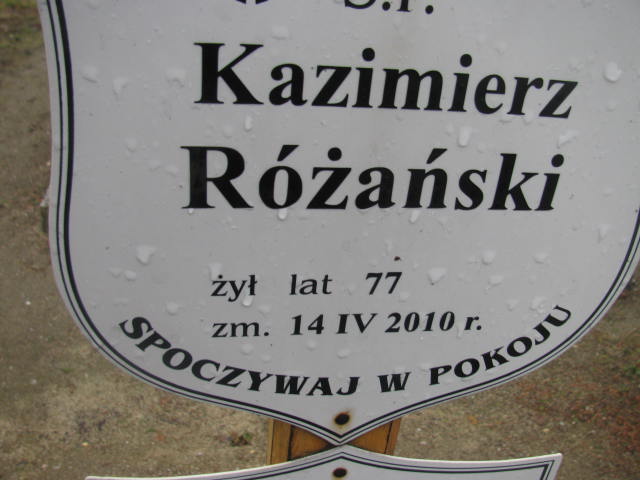 Ś.P.
Kazimierz
Różański
żył lat 77
zm. 14 IV 2010 r.
SPOCZYWAJ W POKOJU